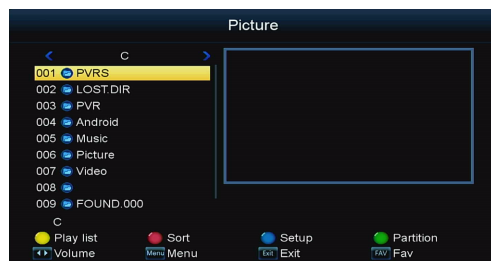 Picture
C
001 PVRS
002 LOST.DIR
003 PVR
004 Android
005 Music
006 Picture
007 Video
008
009 FOUND.000
C
Play list Sort Setup Partition
Volume Menu Menu Exit Exit FAV Fav